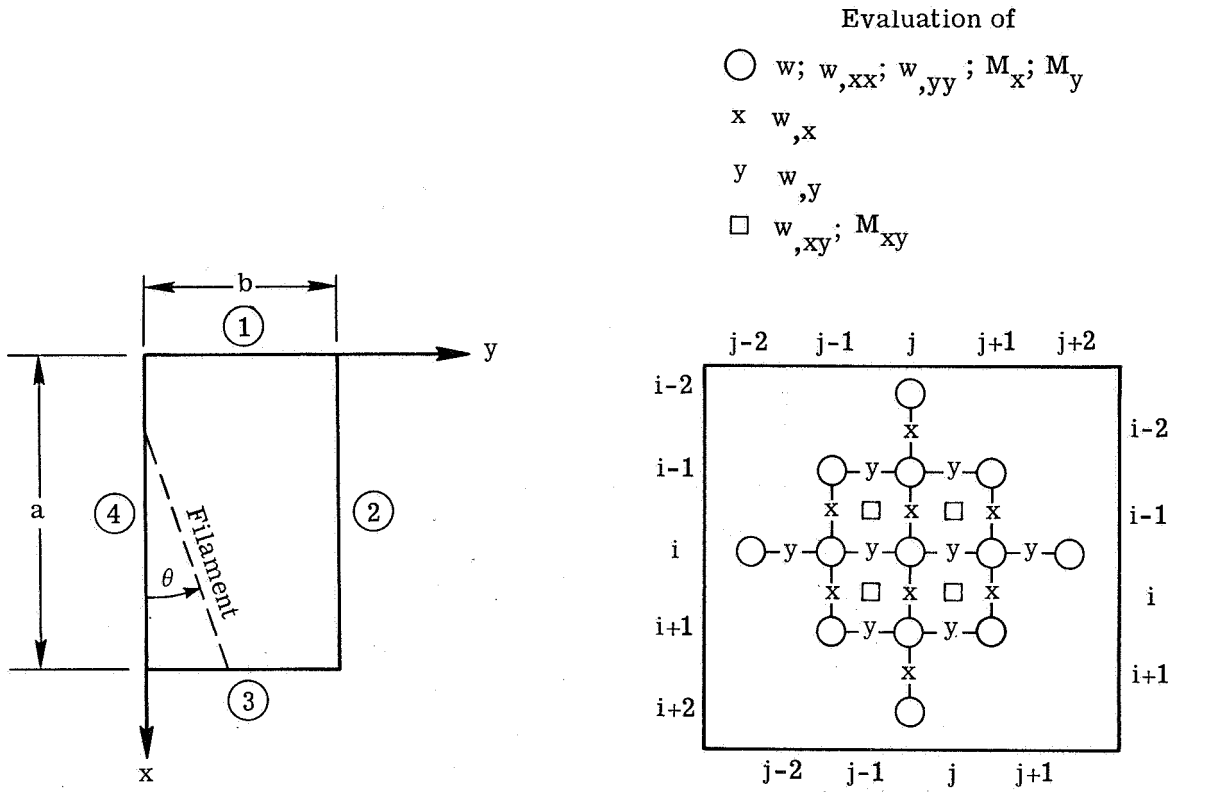 Evaluation of
w; w,xx; w,yy ; Mx; My
x w,x
y w,y
w,xy; Mxy
b
1
y
a
4
2
Filament
θ
3
x
j-2 j-1 j j+1 j+2
i-2
x
i-2
i-1
y y
x x x
i-1
i
y y y y
x x x
i
i+1
y y
x
i+1
i+2
j-2 j-1 j j+1